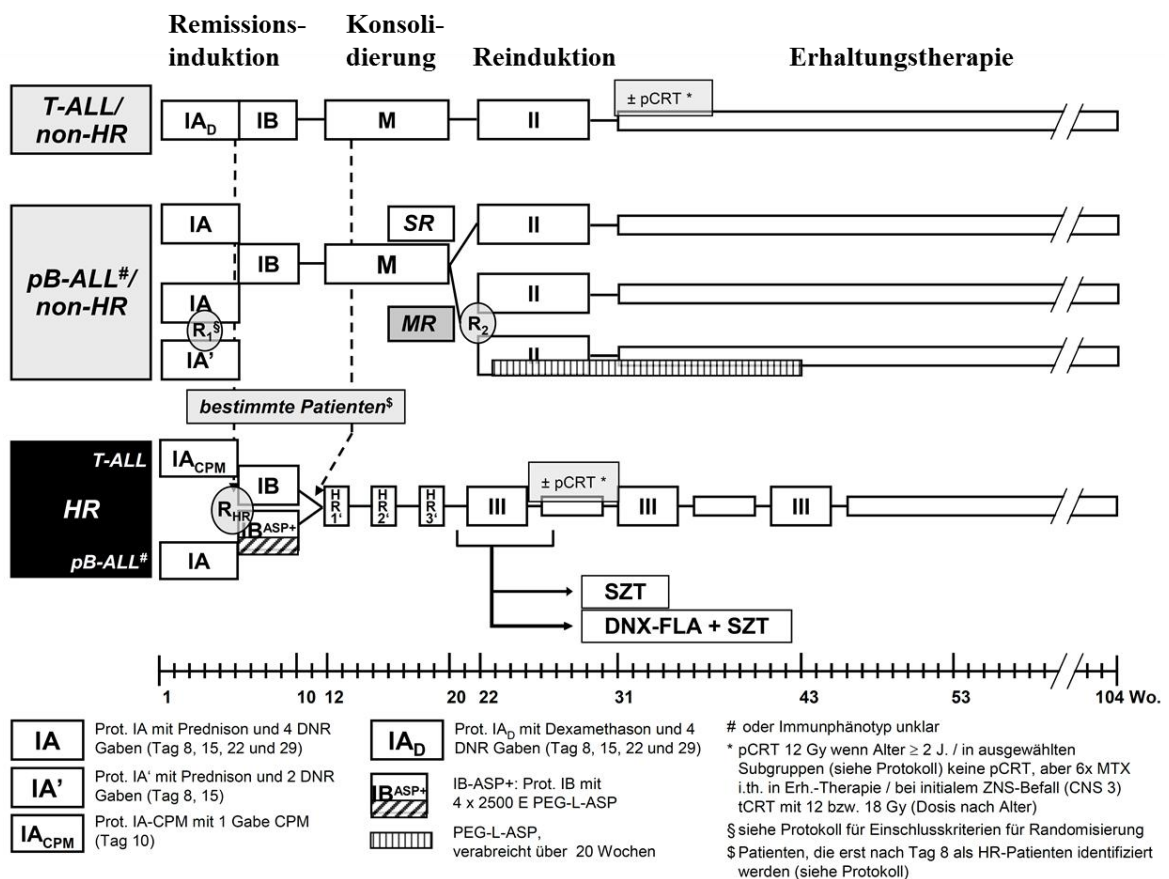 Remissions-
induktion
Konsoli-
dierung
Reinduktion
Erhaltungstherapie
T-ALL/
non-HR
IA_D
IB
M
II
± pCRT *
pB-ALL#/
non-HR
IA
IB
M
SR
II
IA
R1§
IA'
MR
R2
II
II
bestimmte Patienten$
HR
T-ALL
pB-ALL#
IA_CPM
IA
R_HR
IB
IB^ASP+
HR1'
HR2'
HR3'
III
± pCRT *
III
III
SZT
DNX-FLA + SZT
1 10 12 20 22 31 43 53 104 Wo.
IA
Prot. IA mit Prednison und 4 DNR
Gaben (Tag 8, 15, 22 und 29)
IA'
Prot. IA' mit Prednison und 2 DNR
Gaben (Tag 8, 15)
IA_CPM
Prot. IA-CPM mit 1 Gabe CPM
(Tag 10)
IA_D
Prot. IA_D mit Dexamethason und 4
DNR Gaben (Tag 8, 15, 22 und 29)
IB^ASP+
IB-ASP+: Prot. IB mit
4 x 2500 E PEG-L-ASP
PEG-L-ASP,
verabreicht über 20 Wochen
# oder Immunphänotyp unklar
* pCRT 12 Gy wenn Alter ≥ 2 J. / in ausgewählten
Subgruppen (siehe Protokoll) keine pCRT, aber 6x MTX
i.th. in Erh.-Therapie / bei initialem ZNS-Befall (CNS 3)
tCRT mit 12 bzw. 18 Gy (Dosis nach Alter)
§ siehe Protokoll für Einschlusskriterien für Randomisierung
$ Patienten, die erst nach Tag 8 als HR-Patienten identifiziert
werden (siehe Protokoll)